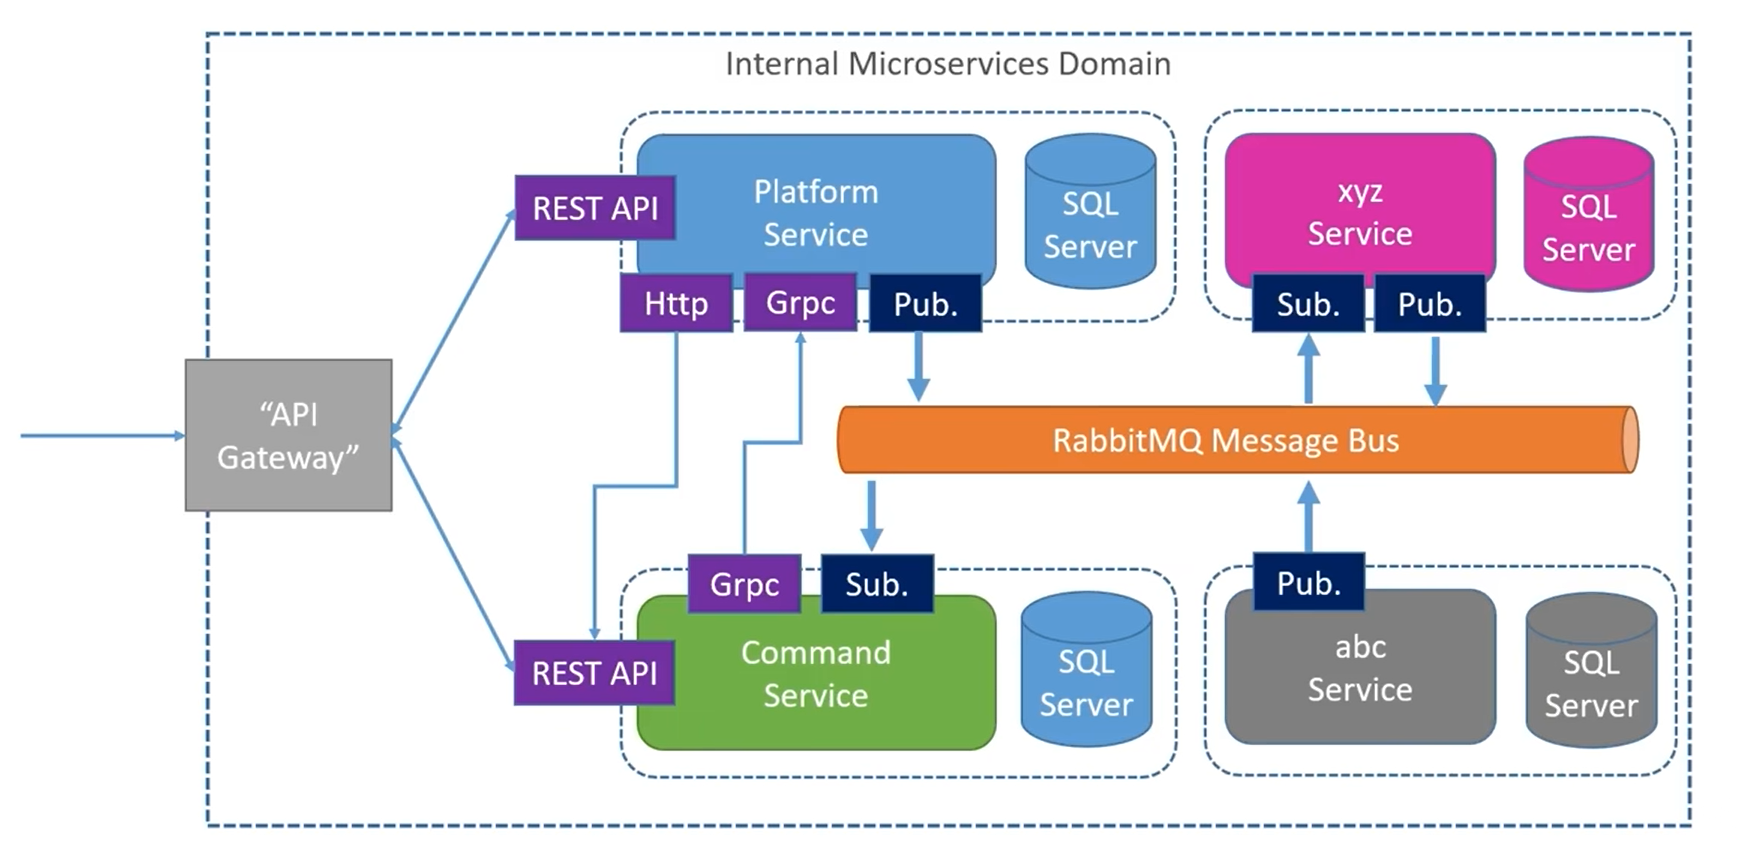 Internal Microservices Domain
REST API
Platform
Service
SQL
Server
xyz
Service
SQL
Server
Http
Grpc
Pub.
Sub.
Pub.
“API
Gateway”
RabbitMQ Message Bus
Grpc
Sub.
Pub.
REST API
Command
Service
SQL
Server
abc
Service
SQL
Server